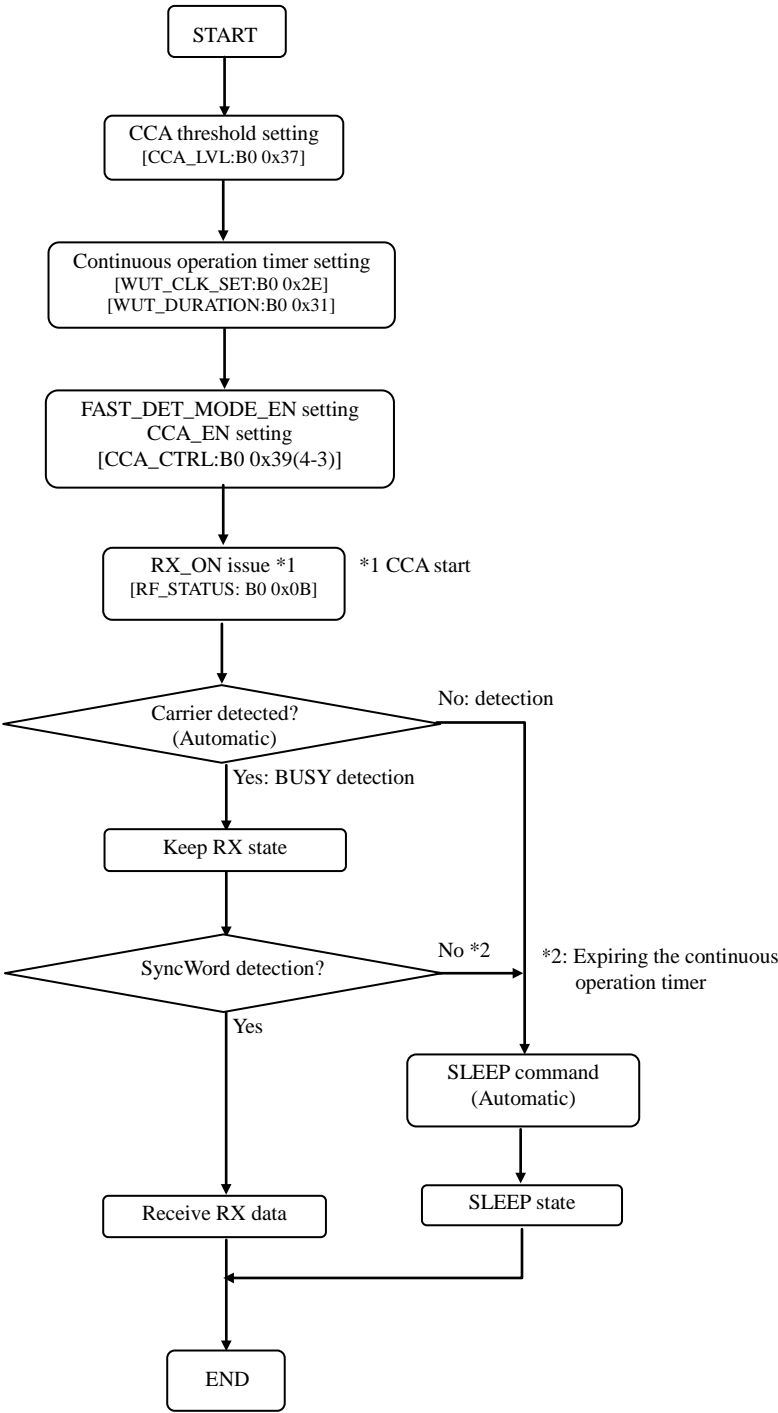 START
CCA threshold setting
[CCA_LVL:B0 0x37]
Continuous operation timer setting
[WUT_CLK_SET:B0 0x2E]
[WUT_DURATION:B0 0x31]
FAST_DET_MODE_EN setting
CCA_EN setting
[CCA_CTRL:B0 0x39(4-3)]
RX_ON issue *1
[RF_STATUS: B0 0x0B]
*1 CCA start
Carrier detected?
(Automatic)
No: detection
Yes: BUSY detection
Keep RX state
SyncWord detection?
No *2
*2: Expiring the continuous
operation timer
Yes
SLEEP command
(Automatic)
Receive RX data
SLEEP state
END